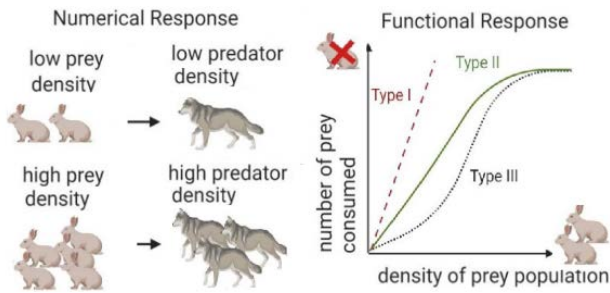 Numerical Response
low prey
density
low predator
density
high prey
density
high predator
density
Functional Response
Type I
Type II
Type III
number of prey
consumed
density of prey population